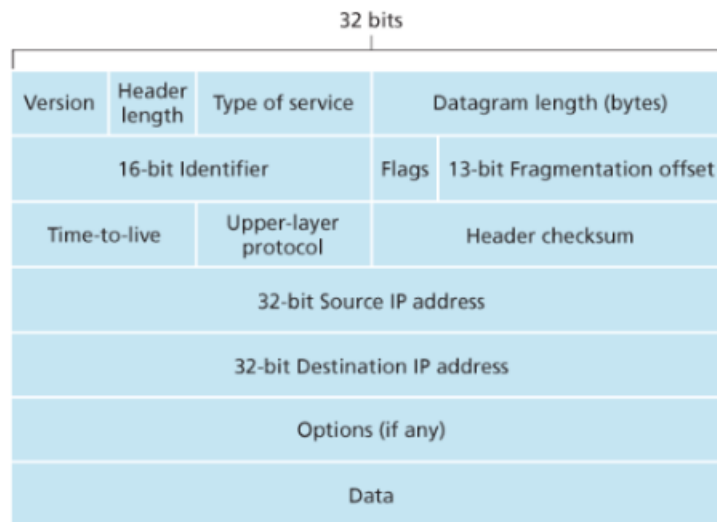 32 bits
Version
Header
length
Type of service
Datagram length (bytes)
16-bit Identifier
Flags
13-bit Fragmentation offset
Time-to-live
Upper-layer
protocol
Header checksum
32-bit Source IP address
32-bit Destination IP address
Options (if any)
Data